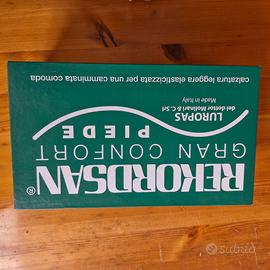 REKORDSAN®
GRAN CONFORT
PIEDE
LUROPAS
del dottor Molinari & C. Srl
Made in Italy
calzatura leggera elasticizzata per una camminata comoda
subito